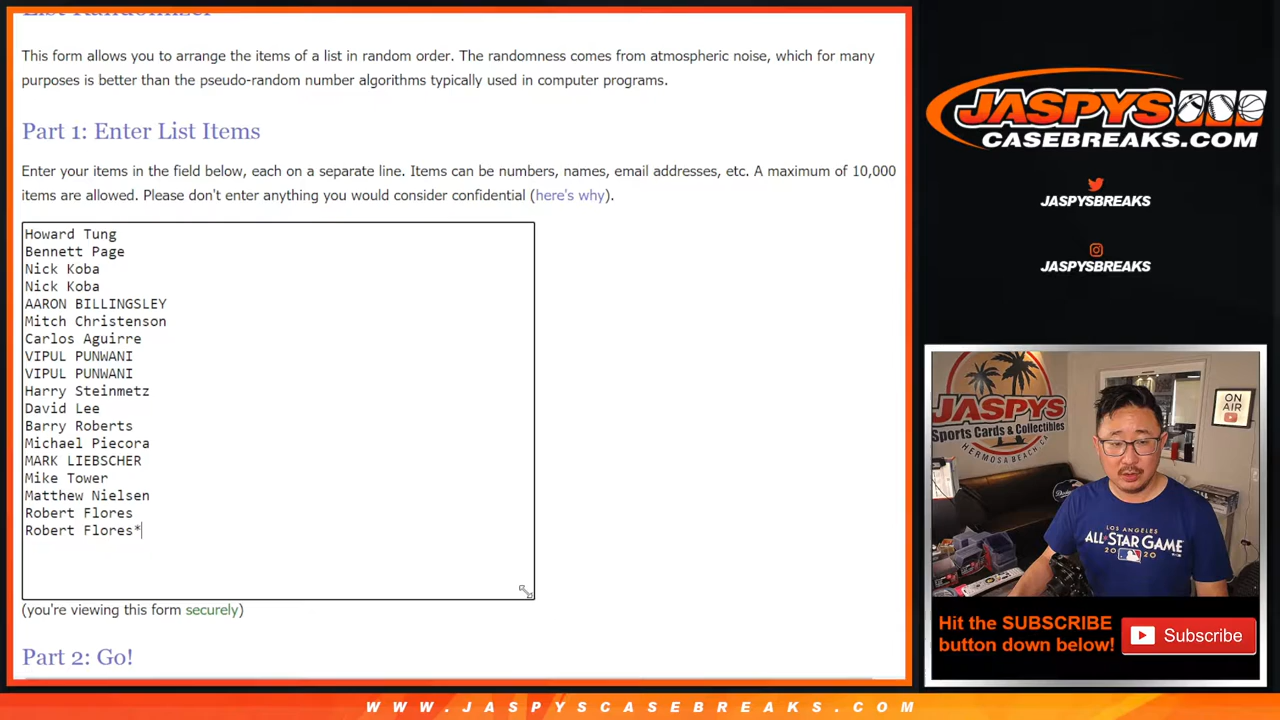 List Randomizer
This form allows you to arrange the items of a list in random order. The randomness comes from atmospheric noise, which for many
purposes is better than the pseudo-random number algorithms typically used in computer programs.
Part 1: Enter List Items
Enter your items in the field below, each on a separate line. Items can be numbers, names, email addresses, etc. A maximum of 10,000
items are allowed. Please don't enter anything you would consider confidential (here's why).
Howard Tung
Bennett Page
Nick Koba
Nick Koba
AARON BILLINGSLEY
Mitch Christenson
Carlos Aguirre
VIPUL PUNWANI
VIPUL PUNWANI
Harry Steinmetz
David Lee
Barry Roberts
Michael Piecora
MARK LIEBSCHER
Mike Tower
Matthew Nielsen
Robert Flores
Robert Flores*
(you're viewing this form securely)
Part 2: Go!
JASPYS
CASEBREAKS.COM
JASPYSBREAKS
JASPYSBREAKS
JASPYS
Sports Cards & Collectibles
HERMOSA BEACH CA
ON
AIR
LOS ANGELES
ALL-STAR GAME
2020
Hit the SUBSCRIBE
button down below!
Subscribe
WWW.JASPYSCASEBREAKS.COM